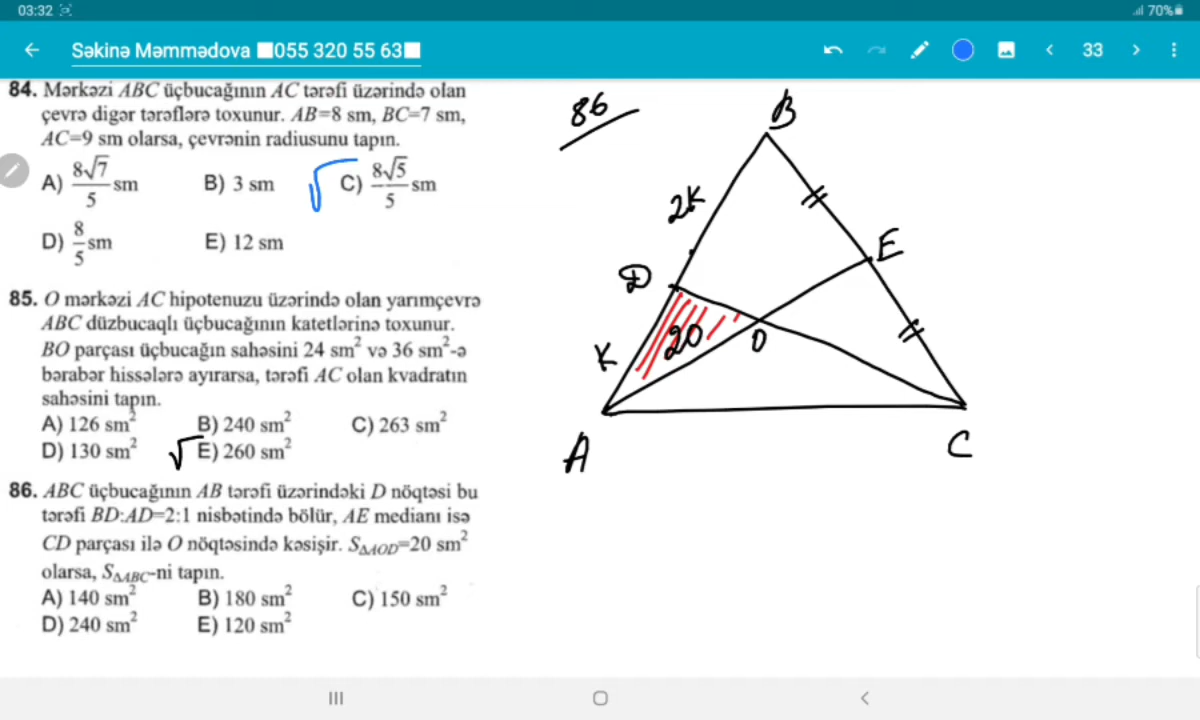 03:32
70%
Səkinə Məmmədova 055 320 55 63
33
84. Mərkəzi ABC üçbucağının AC tərəfi üzərində olan
çevrə digər tərəflərə toxunur. AB=8 sm, BC=7 sm,
AC=9 sm olarsa, çevrənin radiusunu tapın.
A) 8√7/5 sm B) 3 sm √ C) 8√5/5 sm
D) 8/5 sm E) 12 sm
85. O mərkəzi AC hipotenuzu üzərində olan yarımçevrə
ABC düzbucaqlı üçbucağının katetlərinə toxunur.
BO parçası üçbucağın sahəsini 24 sm² və 36 sm²-ə
bərabər hissələrə ayırarsa, tərəfi AC olan kvadratın
sahəsini tapın.
A) 126 sm² B) 240 sm² C) 263 sm²
D) 130 sm² √ E) 260 sm²
86. ABC üçbucağının AB tərəfi üzərindəki D nöqtəsi bu
tərəfi BD:AD=2:1 nisbətində bölür, AE medianı isə
CD parçası ilə O nöqtəsində kəsişir. S△AOD=20 sm²
olarsa, S△ABC-ni tapın.
A) 140 sm² B) 180 sm² C) 150 sm²
D) 240 sm² E) 120 sm²
86
B
2K
E
D
20
O
K
A
C